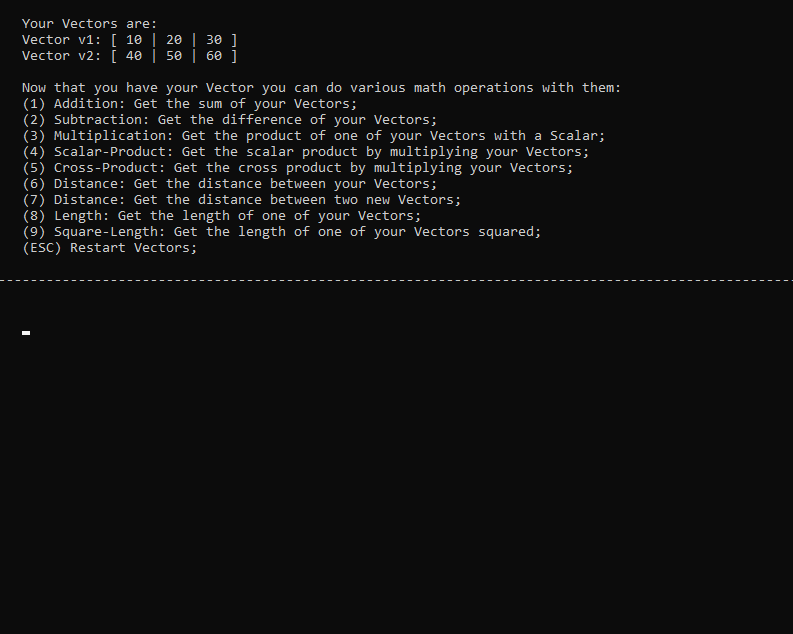 Your Vectors are:
Vector v1: [ 10 | 20 | 30 ]
Vector v2: [ 40 | 50 | 60 ]
Now that you have your Vector you can do various math operations with them:
(1) Addition: Get the sum of your Vectors;
(2) Subtraction: Get the difference of your Vectors;
(3) Multiplication: Get the product of one of your Vectors with a Scalar;
(4) Scalar-Product: Get the scalar product by multiplying your Vectors;
(5) Cross-Product: Get the cross product by multiplying your Vectors;
(6) Distance: Get the distance between your Vectors;
(7) Distance: Get the distance between two new Vectors;
(8) Length: Get the length of one of your Vectors;
(9) Square-Length: Get the length of one of your Vectors squared;
(ESC) Restart Vectors;